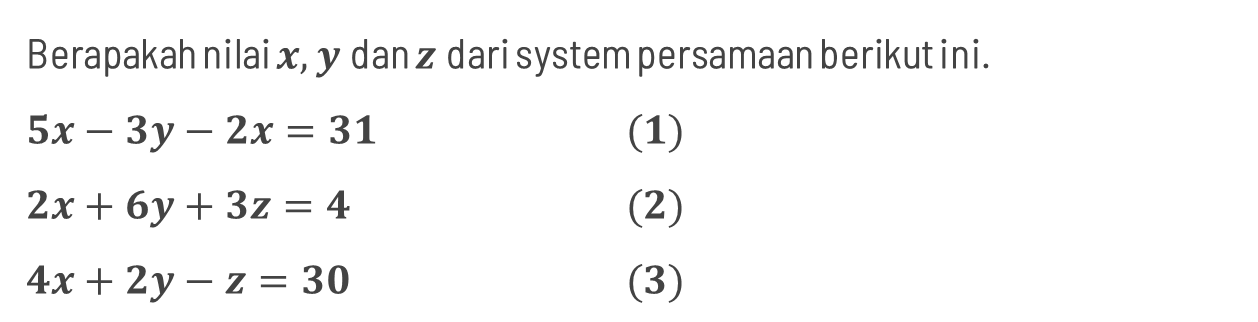 Berapakah nilai x, y dan z dari system persamaan berikut ini.
5x − 3y − 2x = 31 (1)
2x + 6y + 3z = 4 (2)
4x + 2y − z = 30 (3)